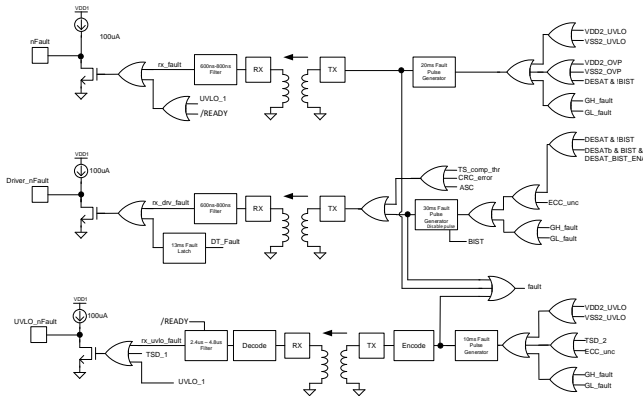 VDD1
100uA
nFault
rx_fault
600ns-800ns
Filter
RX
TX
20ms Fault
Pulse
Generator
VDD2_UVLO
VSS2_UVLO
VDD2_OVP
VSS2_OVP
DESAT & !BIST
GH_fault
GL_fault
UVLO_1
/READY
VDD1
100uA
Driver_nFault
rx_drv_fault
600ns-800ns
Filter
RX
TX
TS_comp_thr
CRC_error
ASC
30ms Fault
Pulse
Generator
Disable pulse
BIST
DESAT & !BIST
DESATb & BIST &
DESAT_BIST_ENA
ECC_unc
GH_fault
GL_fault
13ms Fault
Latch
DT_Fault
fault
VDD1
100uA
UVLO_nFault
rx_uvlo_fault
TSD_1
UVLO_1
/READY
2.4us – 4.8us
Filter
Decode
RX
TX
Encode
10ms Fault
Pulse
Generator
VDD2_UVLO
VSS2_UVLO
TSD_2
ECC_unc
GH_fault
GL_fault